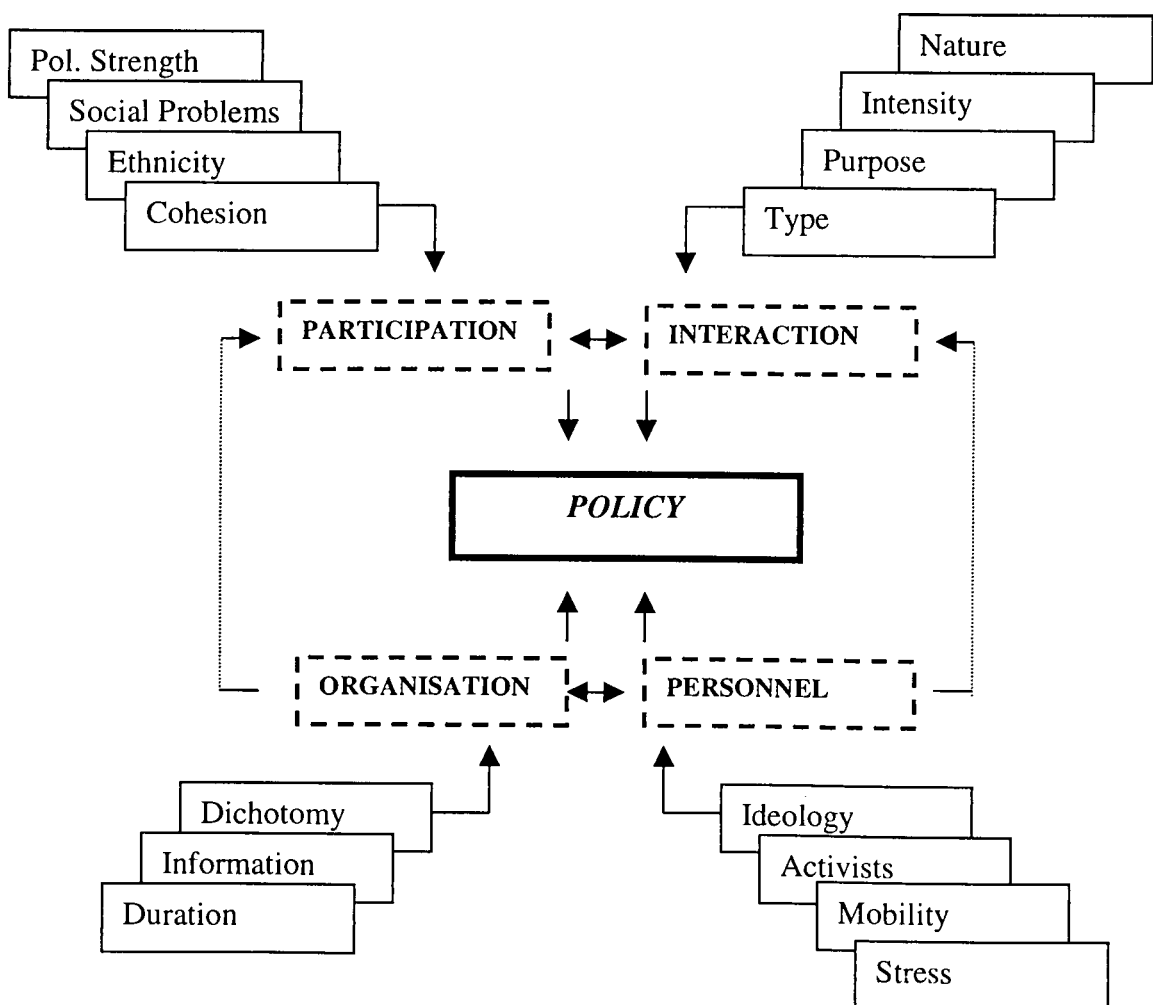 Pol. Strength
Social Problems
Ethnicity
Cohesion
Nature
Intensity
Purpose
Type
PARTICIPATION
INTERACTION
POLICY
ORGANISATION
PERSONNEL
Dichotomy
Information
Duration
Ideology
Activists
Mobility
Stress